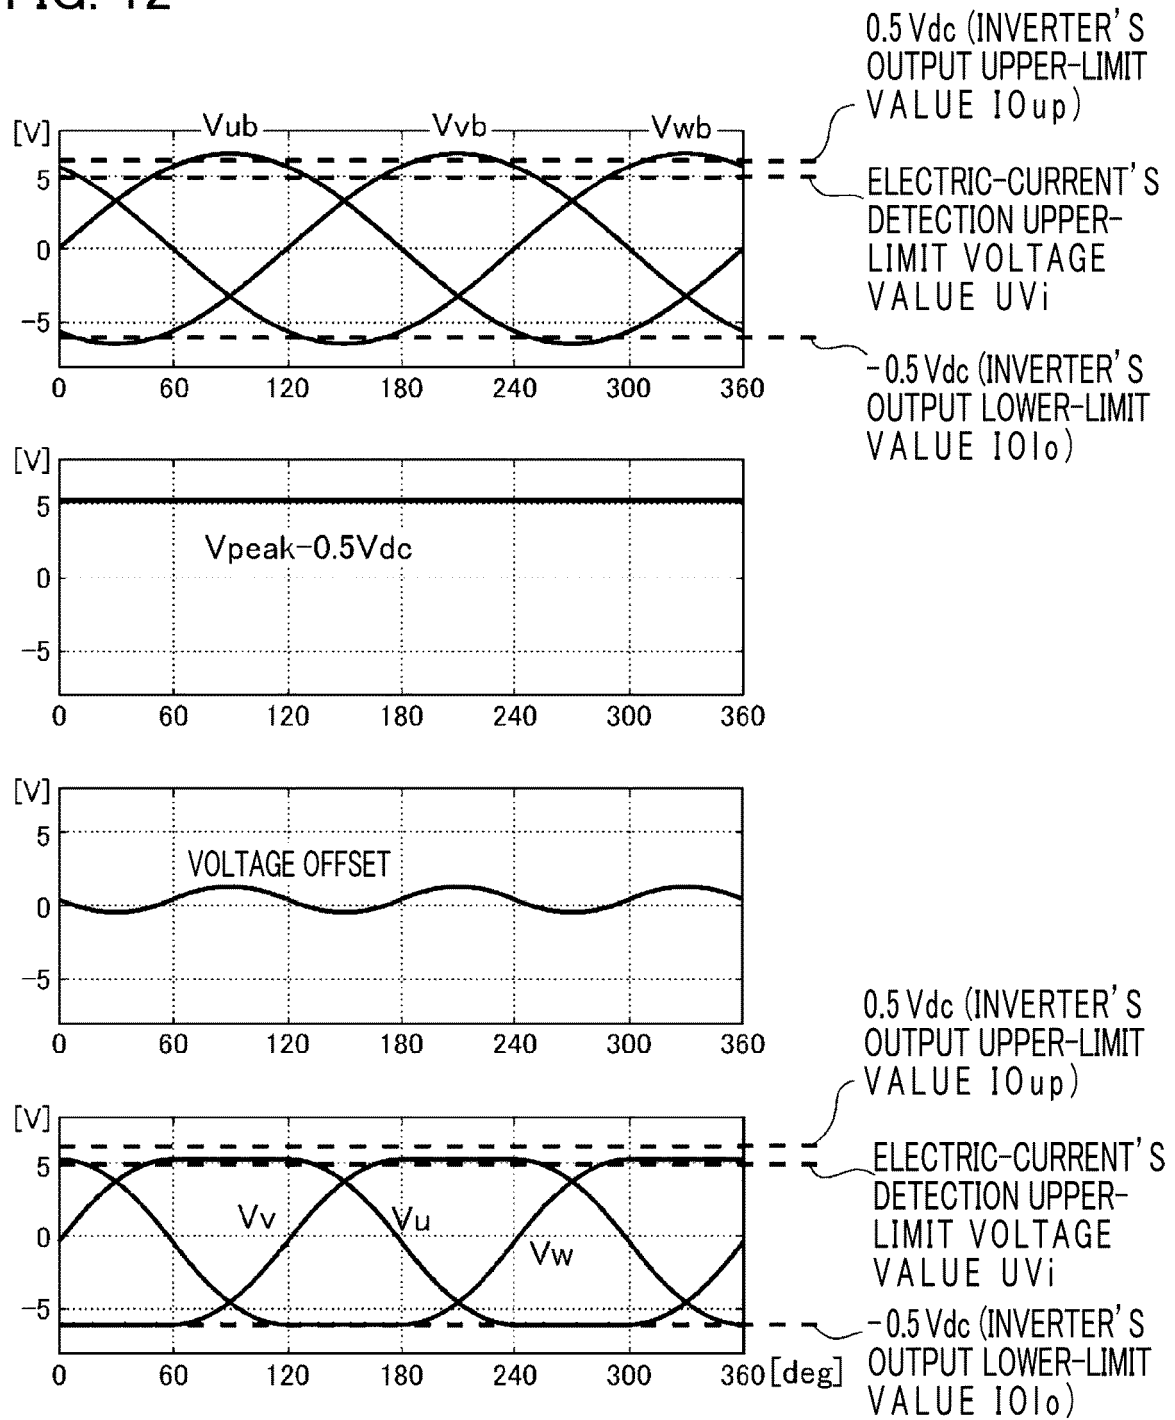 FIG. 12
0.5 Vdc (INVERTER'S
OUTPUT UPPER-LIMIT
VALUE IOup)
[V]
Vub
Vvb
Vwb
5
0
-5
0 60 120 180 240 300 360
ELECTRIC-CURRENT'S
DETECTION UPPER-
LIMIT VOLTAGE
VALUE UVi
-0.5 Vdc (INVERTER'S
OUTPUT LOWER-LIMIT
VALUE IOlo)
[V]
5
Vpeak-0.5Vdc
0
-5
0 60 120 180 240 300 360
[V]
5
VOLTAGE OFFSET
0
-5
0 60 120 180 240 300 360
0.5 Vdc (INVERTER'S
OUTPUT UPPER-LIMIT
VALUE IOup)
[V]
5
Vv
Vu
Vw
0
-5
0 60 120 180 240 300 360 [deg]
ELECTRIC-CURRENT'S
DETECTION UPPER-
LIMIT VOLTAGE
VALUE UVi
-0.5 Vdc (INVERTER'S
OUTPUT LOWER-LIMIT
VALUE IOlo)